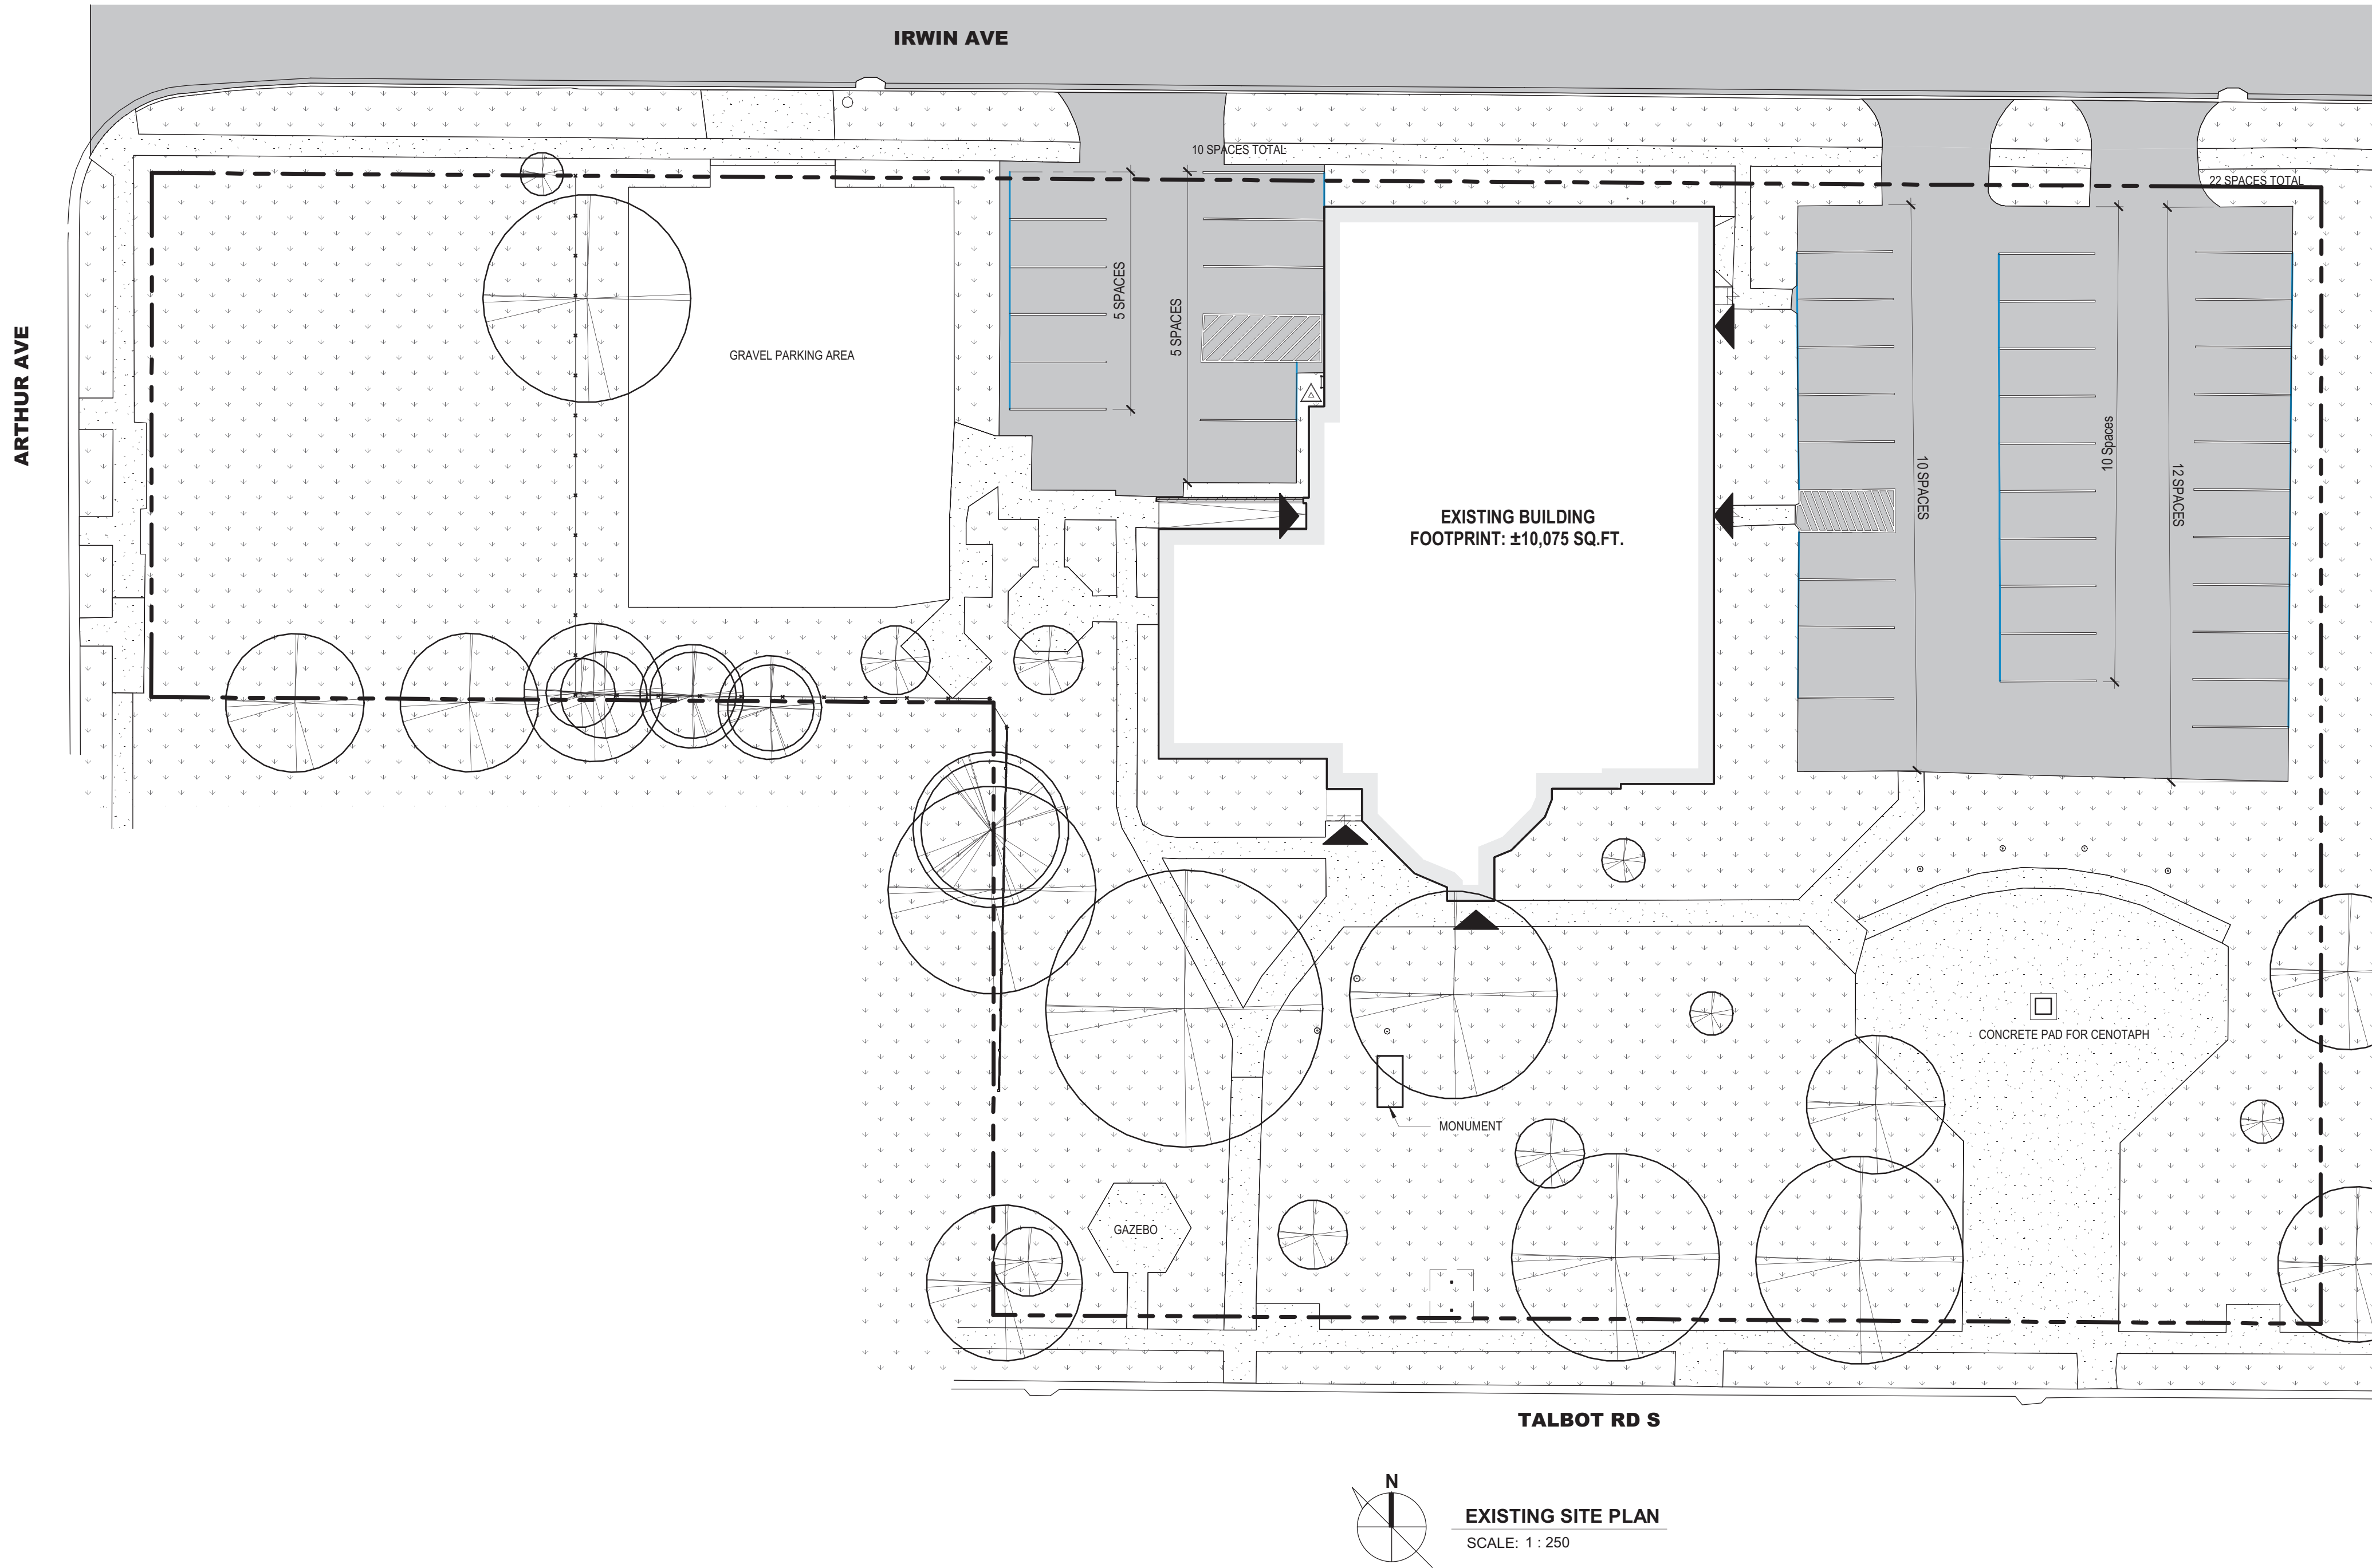 IRWIN AVE
10 SPACES TOTAL
22 SPACES TOTAL
ARTHUR AVE
5 SPACES
5 SPACES
GRAVEL PARKING AREA
10 SPACES
10 Spaces
12 SPACES
EXISTING BUILDING
FOOTPRINT: ±10,075 SQ.FT.
CONCRETE PAD FOR CENOTAPH
MONUMENT
GAZEBO
TALBOT RD S
N
EXISTING SITE PLAN
SCALE: 1 : 250